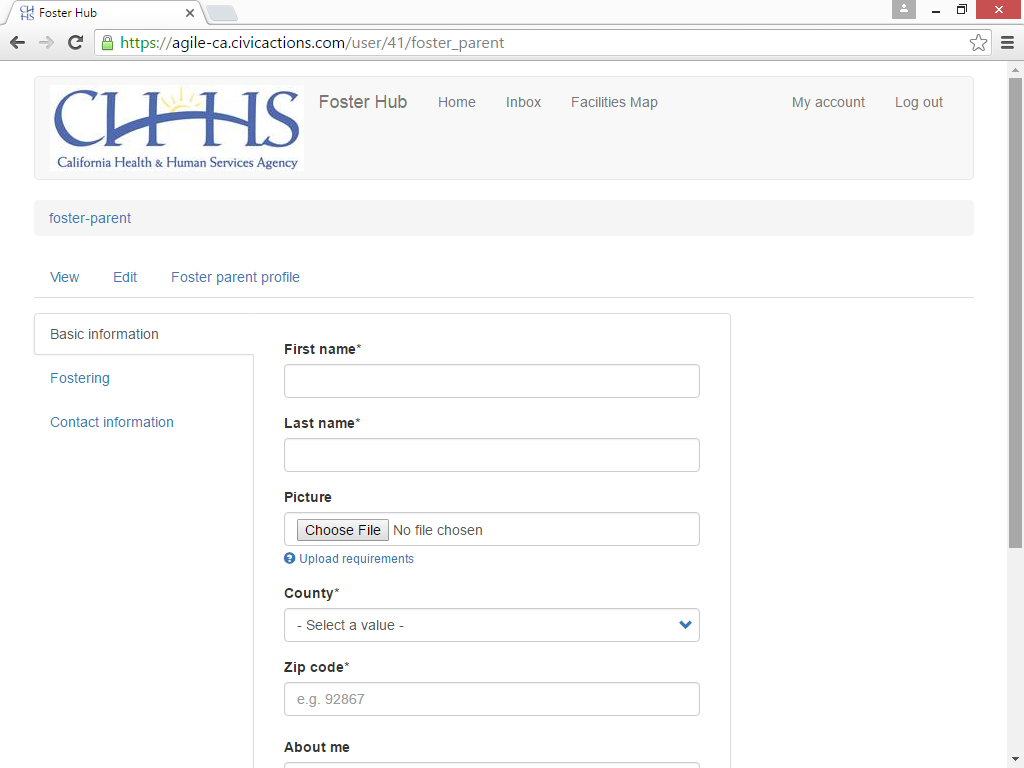 Foster Hub
https://agile-ca.civicactions.com/user/41/foster_parent
CHHS
California Health & Human Services Agency
Foster Hub Home Inbox Facilities Map My account Log out
foster-parent
View Edit Foster parent profile
Basic information
Fostering
Contact information
First name*
Last name*
Picture
Choose File No file chosen
Upload requirements
County*
- Select a value -
Zip code*
e.g. 92867
About me